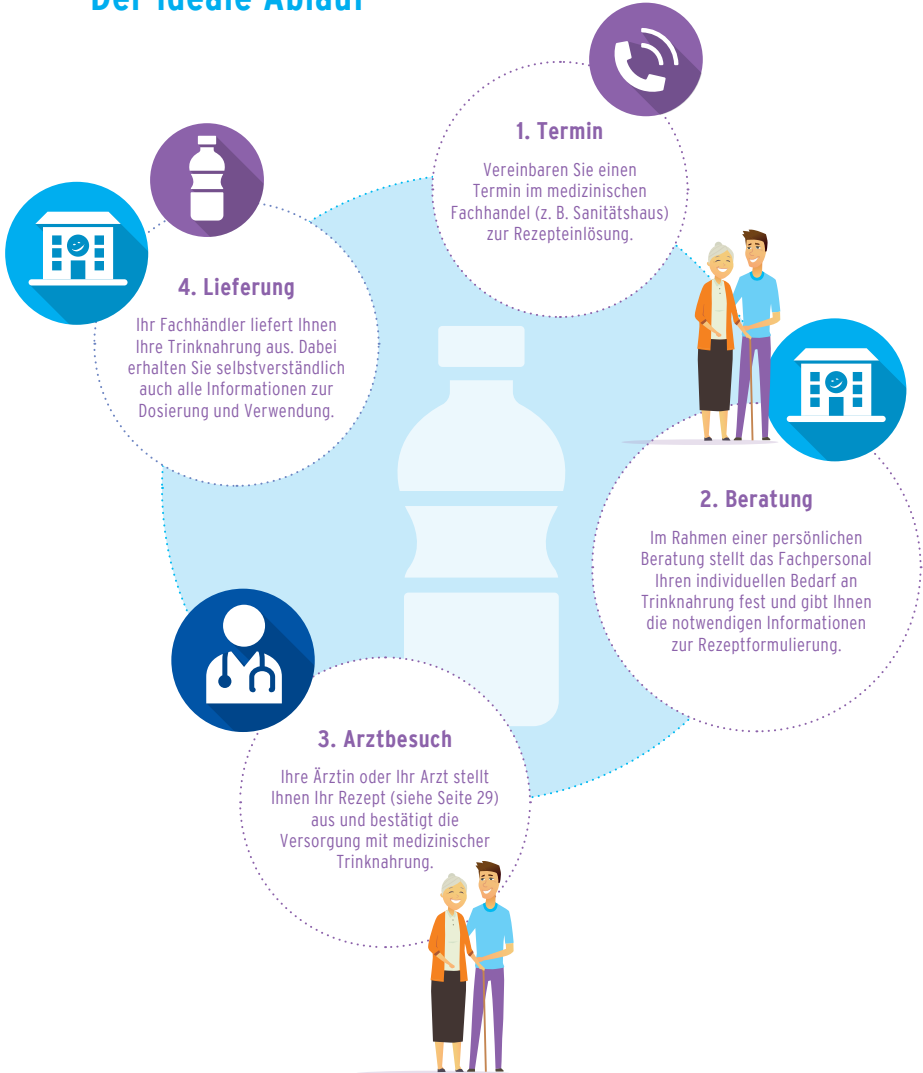 Der ideale Ablauf
1. Termin
Vereinbaren Sie einen
Termin im medizinischen
Fachhandel (z. B. Sanitätshaus)
zur Rezepteinlösung.
2. Beratung
Im Rahmen einer persönlichen
Beratung stellt das Fachpersonal
Ihren individuellen Bedarf an
Trinknahrung fest und gibt Ihnen
die notwendigen Informationen
zur Rezeptformulierung.
3. Arztbesuch
Ihre Ärztin oder Ihr Arzt stellt
Ihnen Ihr Rezept (siehe Seite 29)
aus und bestätigt die
Versorgung mit medizinischer
Trinknahrung.
4. Lieferung
Ihr Fachhändler liefert Ihnen
Ihre Trinknahrung aus. Dabei
erhalten Sie selbstverständlich
auch alle Informationen zur
Dosierung und Verwendung.